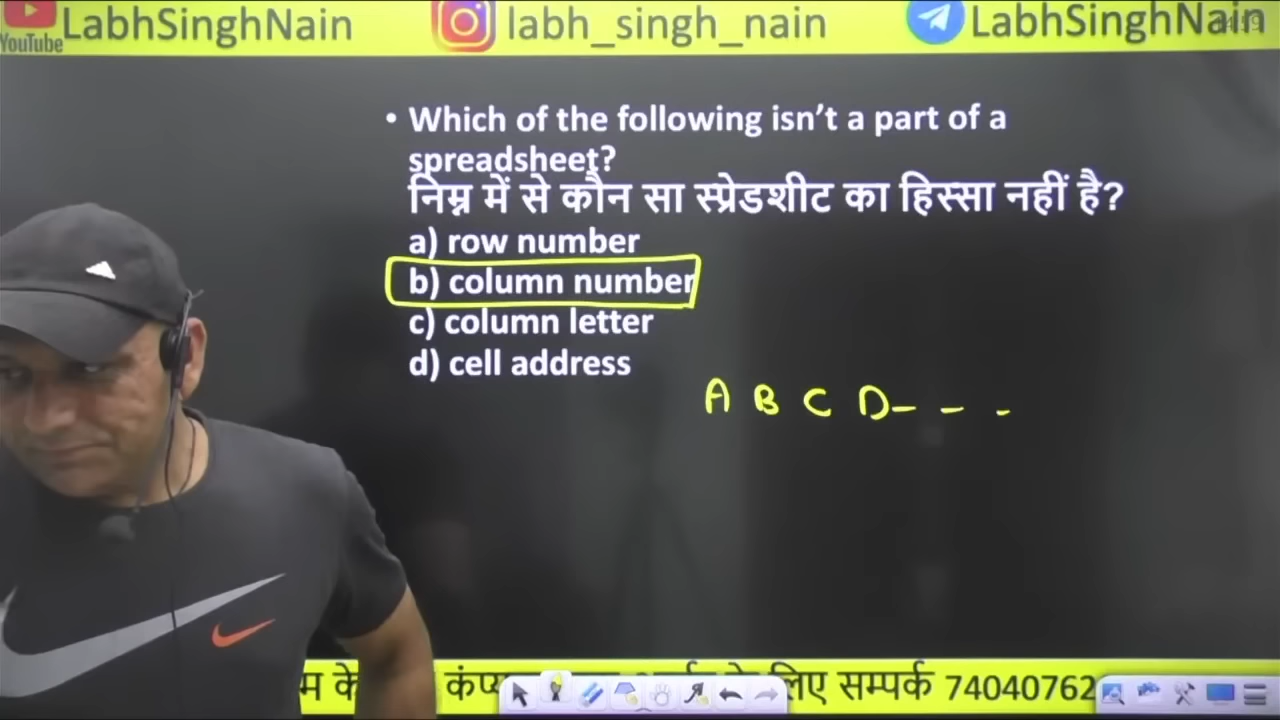 YouTube LabhSinghNain labh_singh_nain LabhSinghNain
• Which of the following isn't a part of a
spreadsheet?
निम्न में से कौन सा स्प्रेडशीट का हिस्सा नहीं है?
a) row number
b) column number
c) column letter
d) cell address
A B C D - - -
म के लिए सम्पर्क 74040762